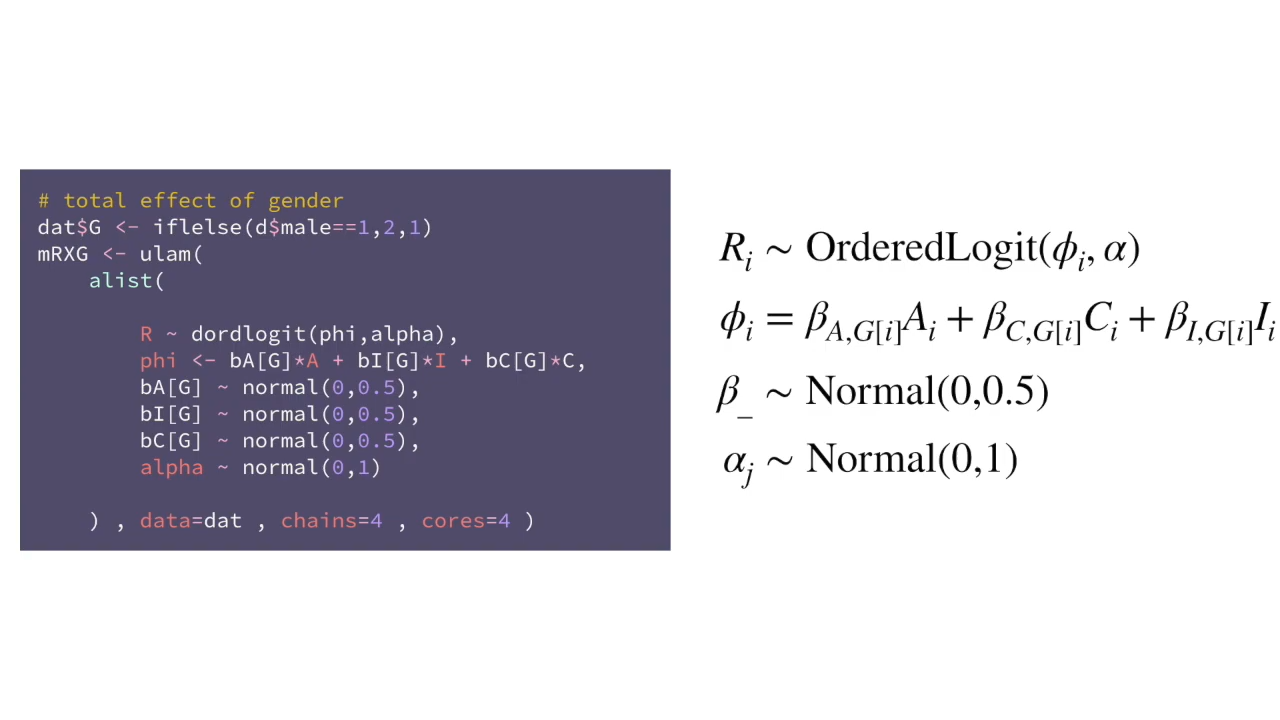 # total effect of gender
dat$G <- iflelse(d$male==1,2,1)
mRXG <- ulam(
    alist(
        R ~ dordlogit(phi,alpha),
        phi <- bA[G]*A + bI[G]*I + bC[G]*C,
        bA[G] ~ normal(0,0.5),
        bI[G] ~ normal(0,0.5),
        bC[G] ~ normal(0,0.5),
        alpha ~ normal(0,1)
    ) , data=dat , chains=4 , cores=4 )
R_i ∼ OrderedLogit(ϕ_i, α)
ϕ_i = β_{A,G[i]}A_i + β_{C,G[i]}C_i + β_{I,G[i]}I_i
β_ ∼ Normal(0,0.5)
α_j ∼ Normal(0,1)